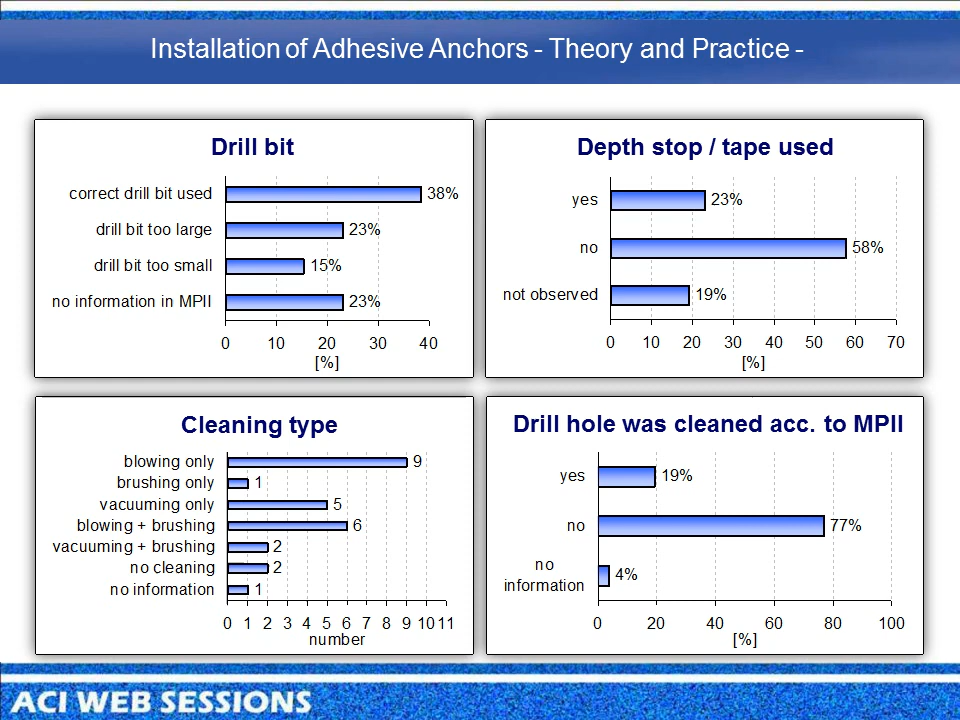 Installation of Adhesive Anchors - Theory and Practice -
Drill bit
correct drill bit used 38%
drill bit too large 23%
drill bit too small 15%
no information in MPII 23%
0 10 20 30 40
[%]
Depth stop / tape used
yes 23%
no 58%
not observed 19%
0 10 20 30 40 50 60 70
[%]
Cleaning type
blowing only 9
brushing only 1
vacuuming only 5
blowing + brushing 6
vacuuming + brushing 2
no cleaning 2
no information 1
0 1 2 3 4 5 6 7 8 9 10 11
number
Drill hole was cleaned acc. to MPII
yes 19%
no 77%
no
information 4%
0 20 40 60 80 100
[%]
ACI WEB SESSIONS